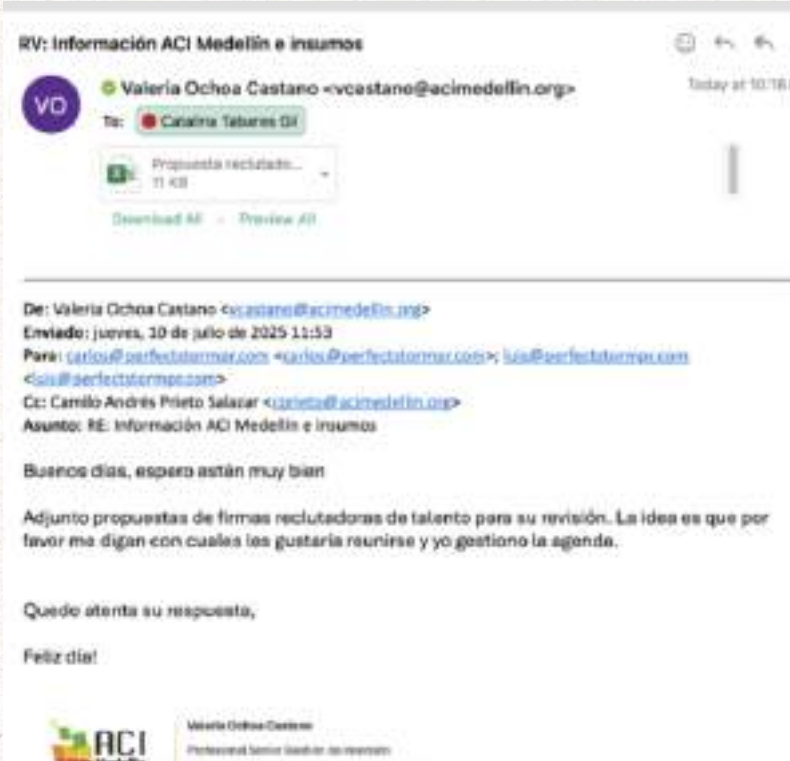 RV: Información ACI Medellín e insumos
VO
Valeria Ochoa Castano <vcastano@acimedellin.org>
Today at 10:18
To: Catalina Tabares Gil
Propuesta reclutado...
11 KB
Download All - Preview All
De: Valeria Ochoa Castano <vcastano@acimedellin.org>
Enviado: jueves, 10 de julio de 2025 11:53
Para: carlos@perfectstormpr.com <carlos@perfectstormpr.com>; luis@perfectstormpr.com
<luis@perfectstormpr.com>
Cc: Camilo Andrés Prieto Salazar <cprieto@acimedellin.org>
Asunto: RE: Información ACI Medellín e insumos
Buenos días, espero están muy bien
Adjunto propuestas de firmas reclutadoras de talento para su revisión. La idea es que por
favor me digan con cuales les gustaría reunirse y yo gestiono la agenda.
Quedo atenta su respuesta,
Feliz día!
ACI
Valeria Ochoa Castano
Profesional Senior